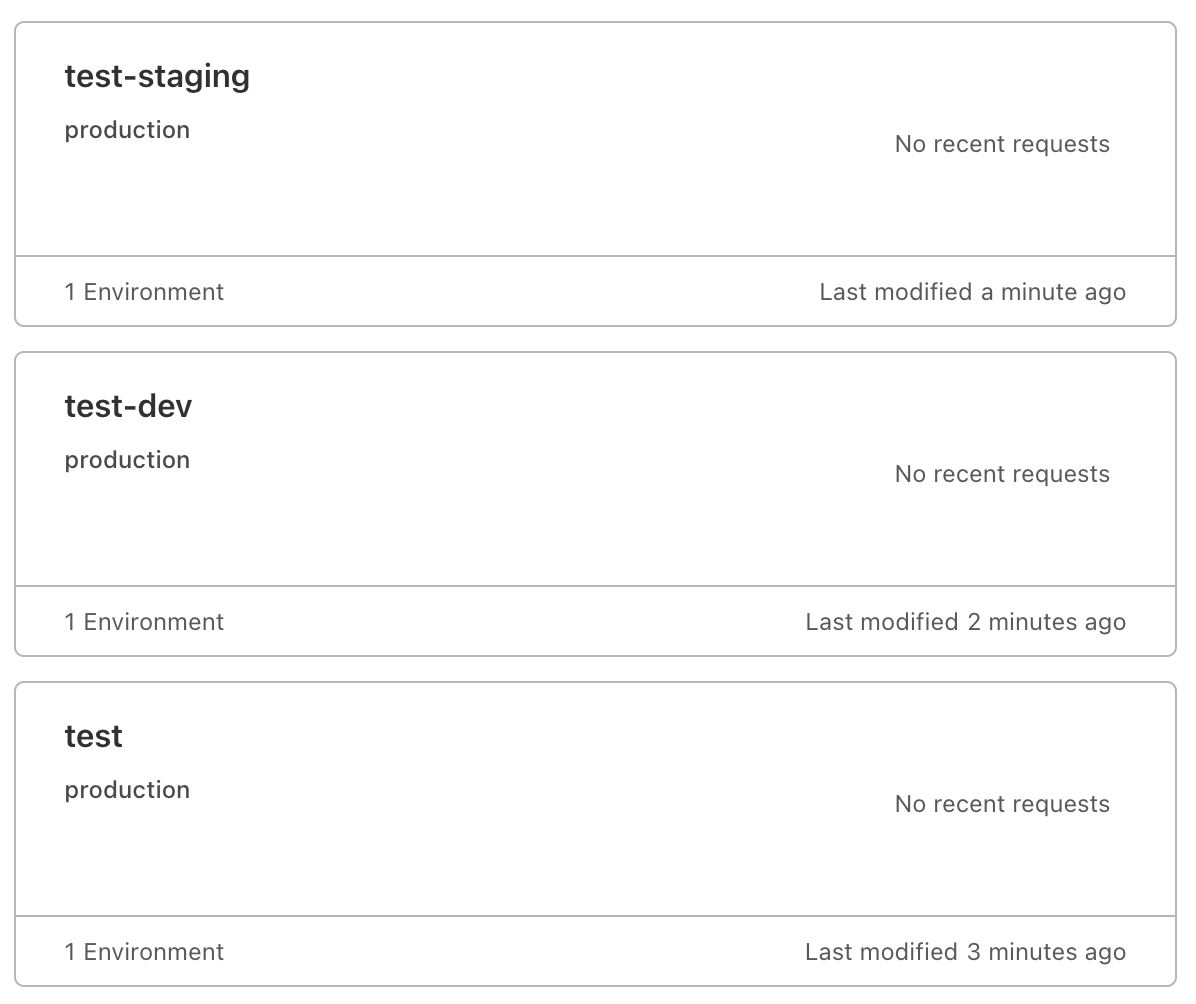 test-staging
production
No recent requests
1 Environment
Last modified a minute ago
test-dev
production
No recent requests
1 Environment
Last modified 2 minutes ago
test
production
No recent requests
1 Environment
Last modified 3 minutes ago